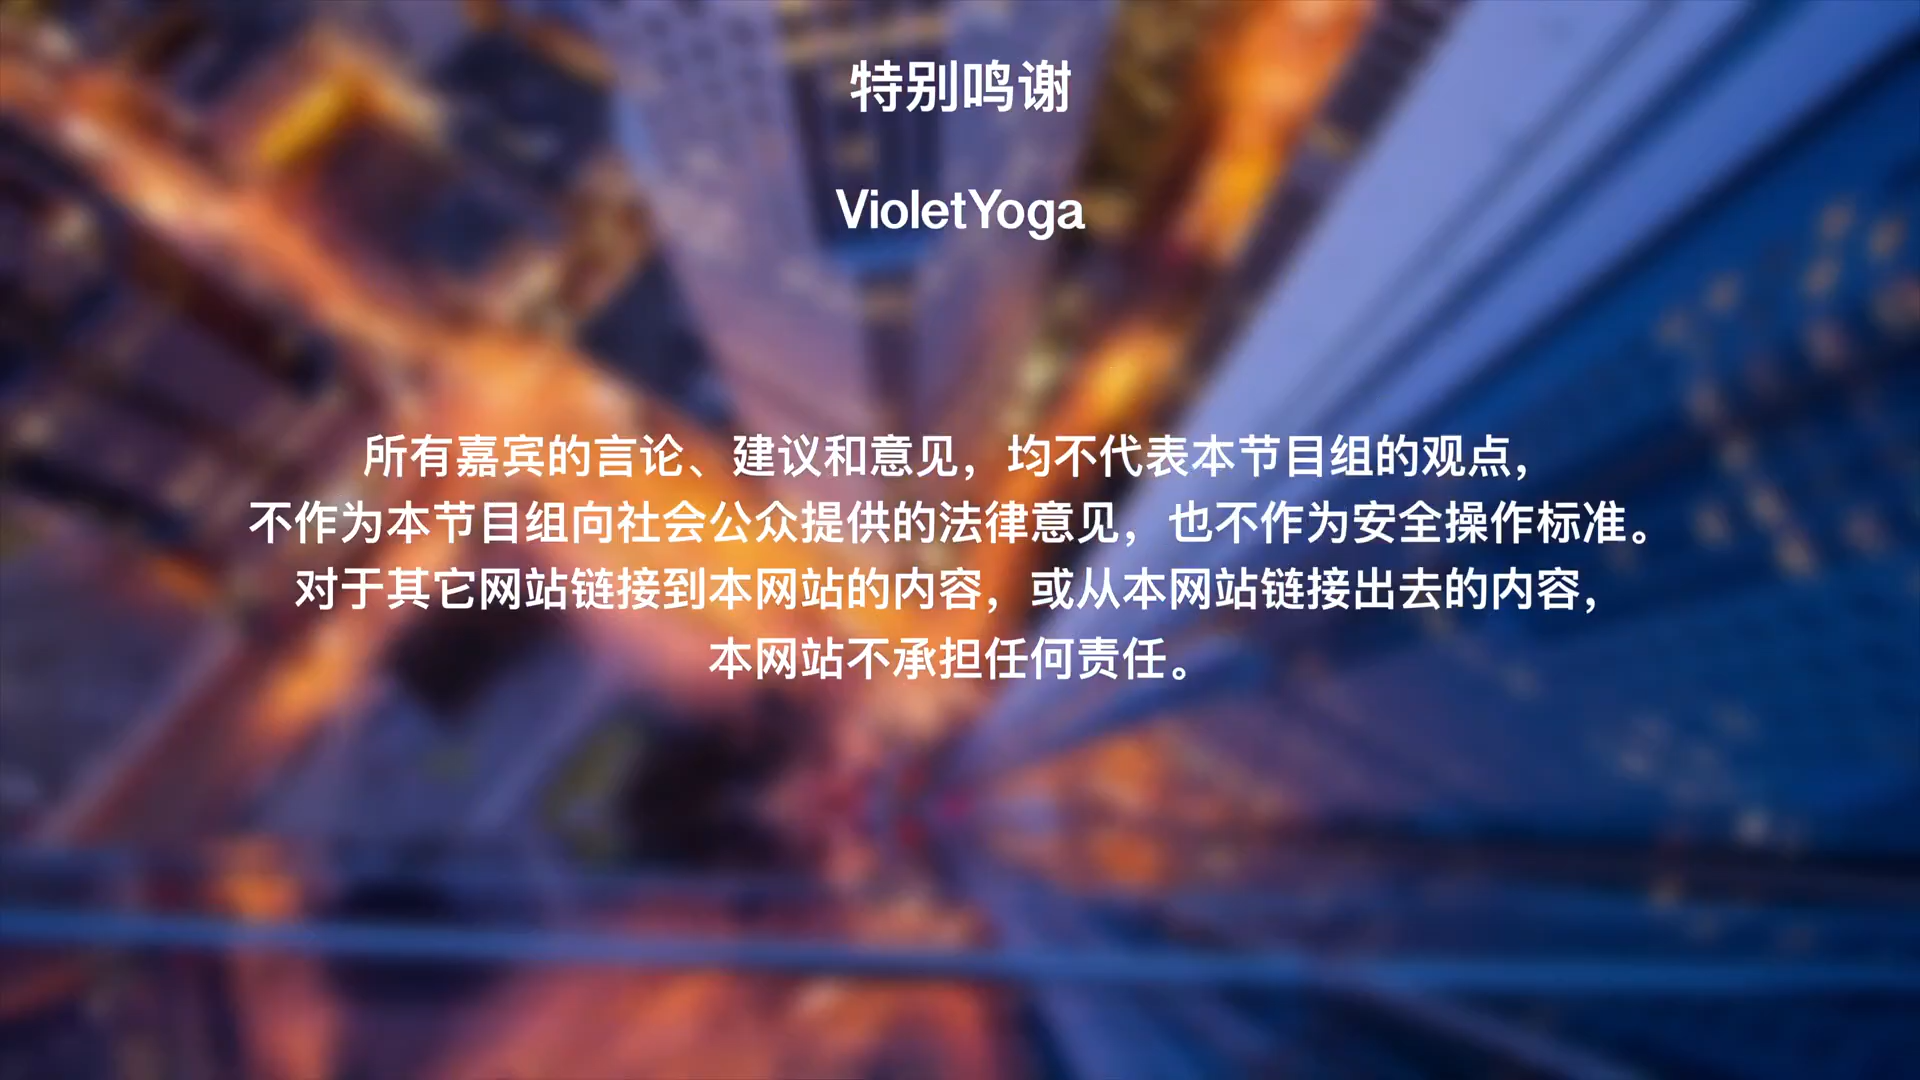 特别鸣谢
VioletYoga
所有嘉宾的言论、建议和意见，均不代表本节目组的观点，
不作为本节目组向社会公众提供的法律意见，也不作为安全操作标准。
对于其它网站链接到本网站的内容，或从本网站链接出去的内容，
本网站不承担任何责任。